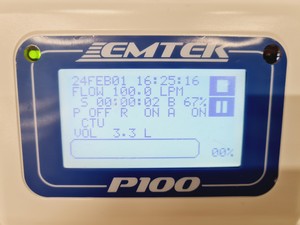 EMTEK
24FEB01 16:25:16
FLOW 100.0 LPM
S 00:00:02 B 67%
P OFF R ON A ON
CTU
VOL 3.3 L
00%
P100